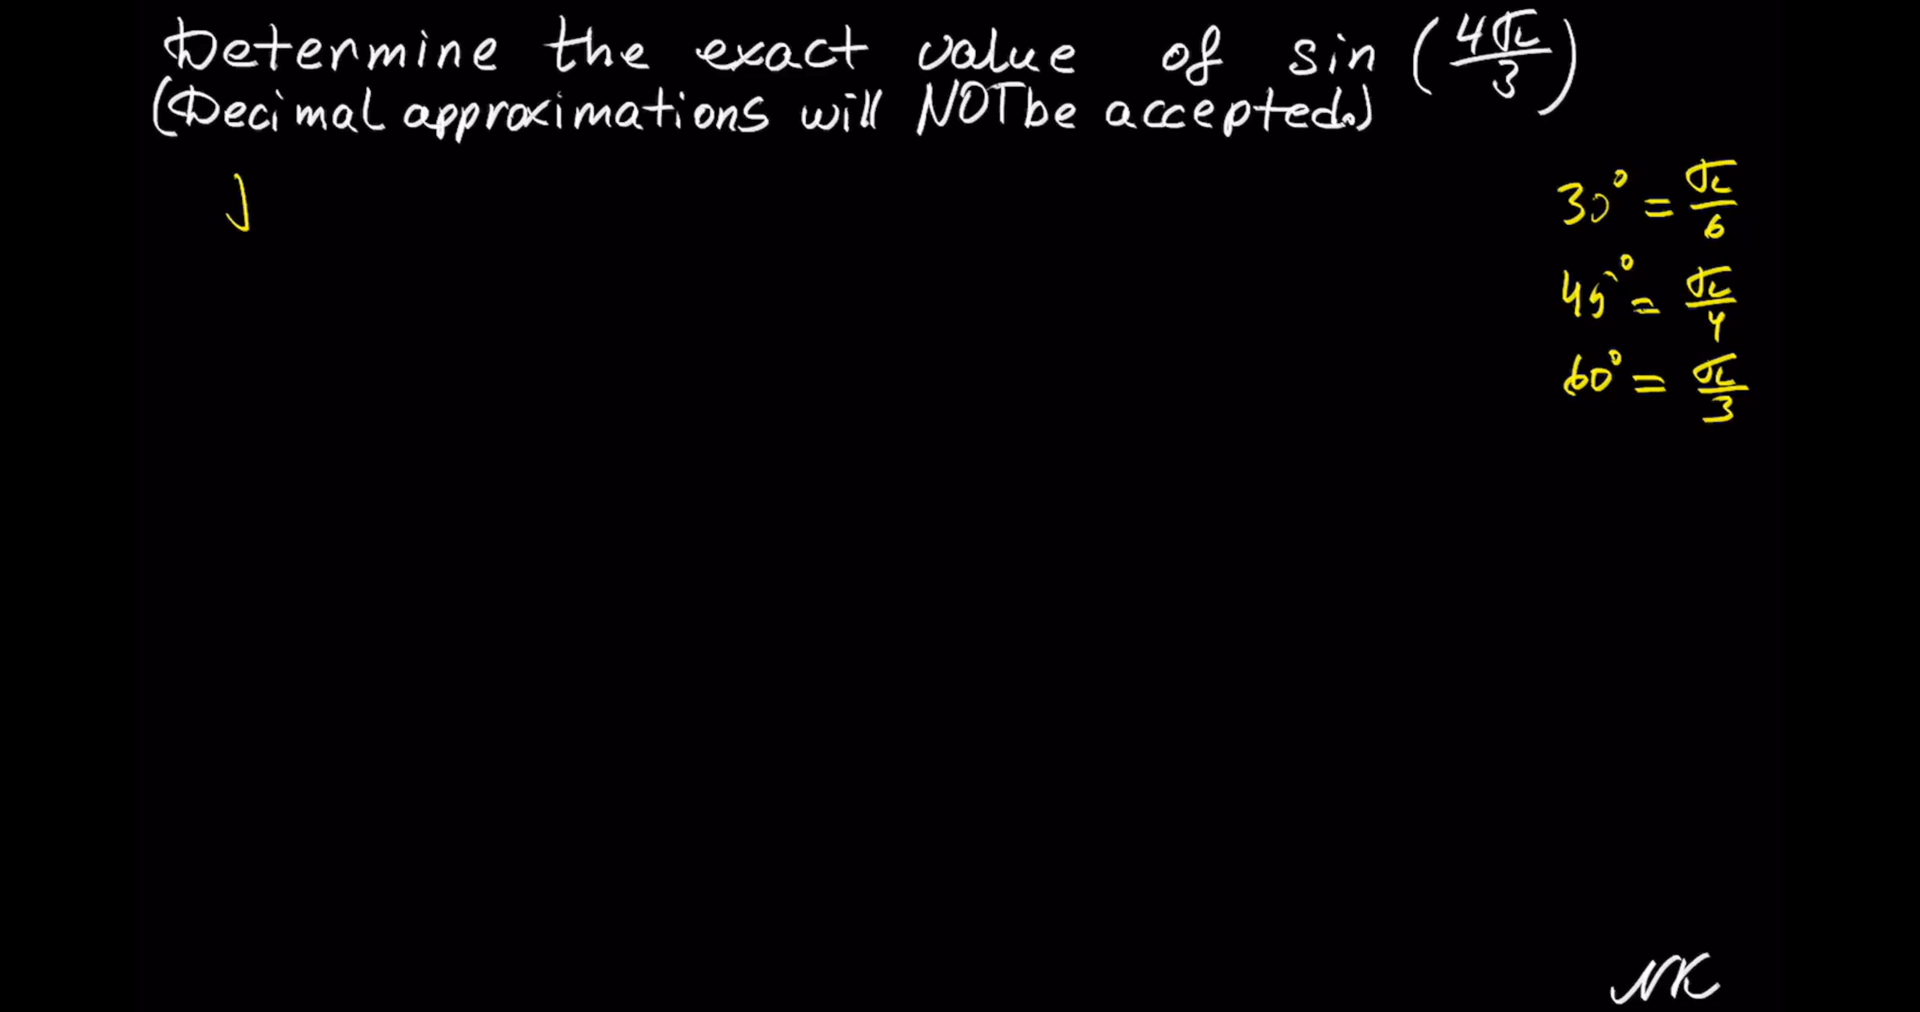 Determine the exact value of sin (4π/3)
(Decimal approximations will NOT be accepted.)
30° = π/6
45° = π/4
60° = π/3
NK